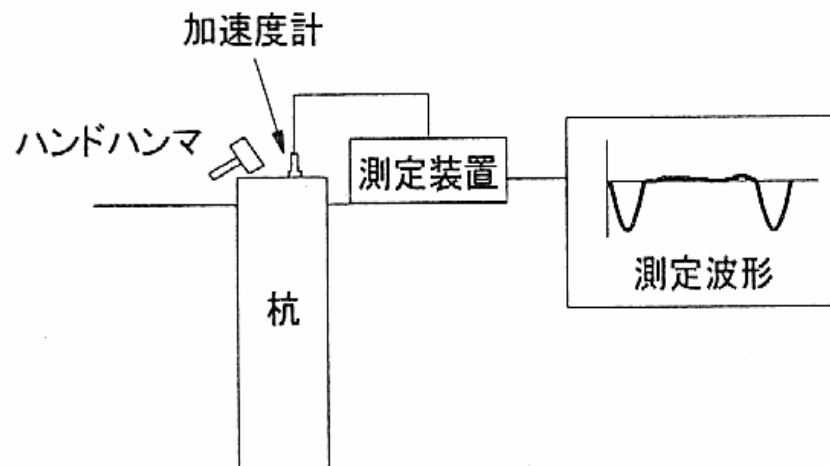 加速度計
ハンドハンマ
測定装置
測定波形
杭